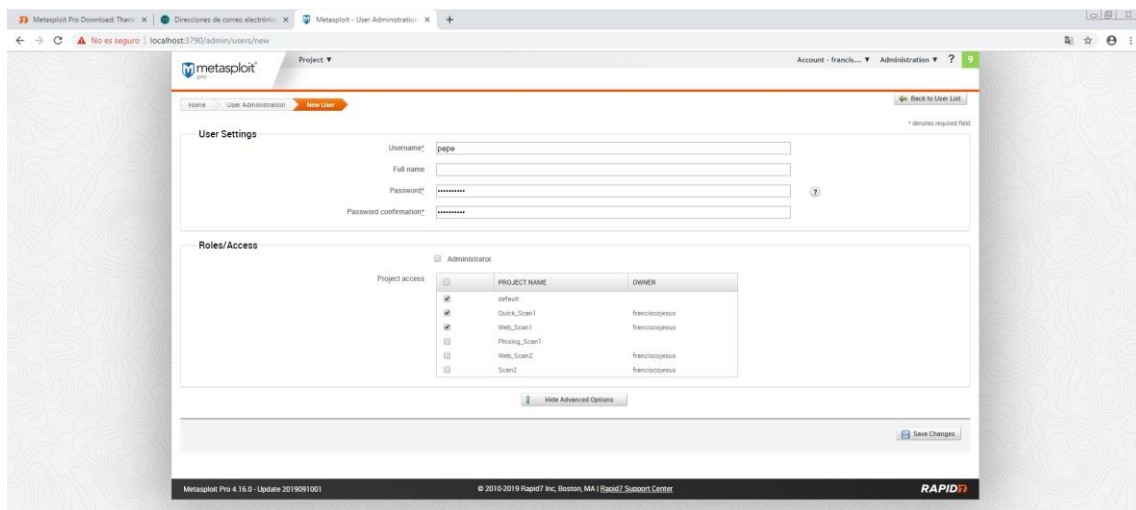 Metasploit Pro Download: Thank
Direcciones de correo electrónic
Metasploit - User Administration
No es seguro | localhost:3790/admin/users/new
metasploit
pro
Project ▼
Account - francis... ▼ Administration ▼ ? 9
Home User Administration New User
Back to User List
* denotes required field
User Settings
Username* pepe
Full name
Password* ••••••••••
?
Password confirmation* ••••••••••
Roles/Access
Administrator
Project access
PROJECT NAME OWNER
default
Quick_Scan1 franciscojesus
Web_Scan1 franciscojesus
Phising_Scan1
Web_Scan2 franciscojesus
Scan2 franciscojesus
Hide Advanced Options
Save Changes
Metasploit Pro 4.16.0 - Update 2019091001
© 2010-2019 Rapid7 Inc, Boston, MA | Rapid7 Support Center
RAPID7